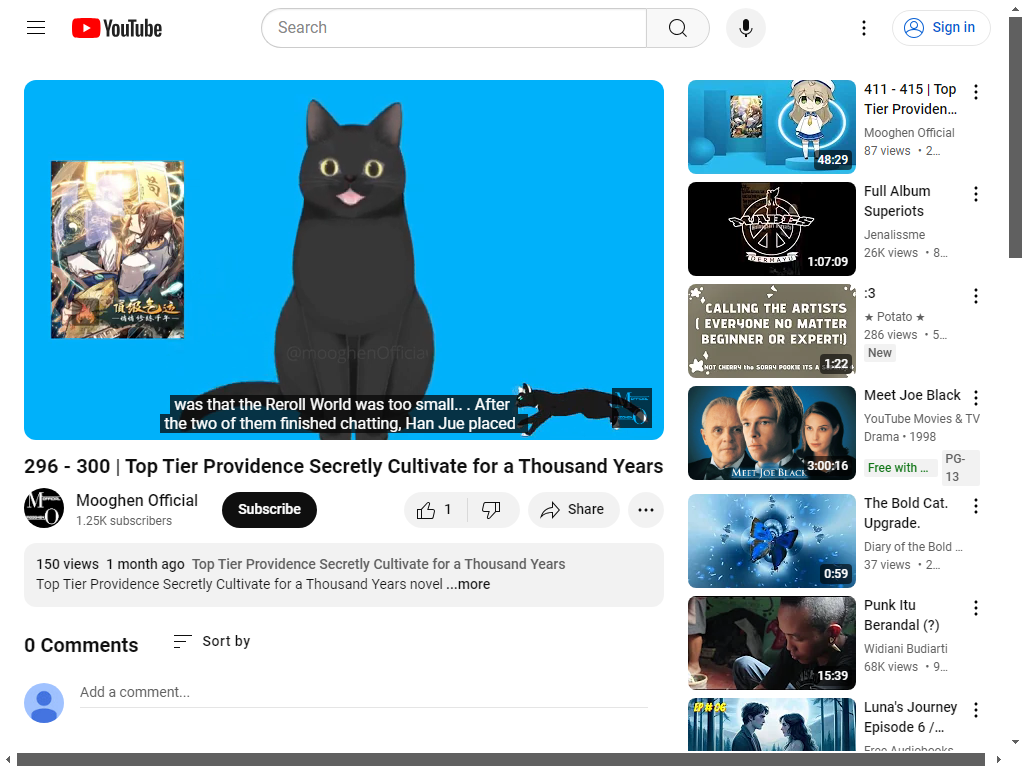 YouTube
Search
Sign in
@mooghenOfficial
was that the Reroll World was too small.. . After
the two of them finished chatting, Han Jue placed
296 - 300 | Top Tier Providence Secretly Cultivate for a Thousand Years
Mooghen Official
1.25K subscribers
Subscribe
1
Share
150 views 1 month ago Top Tier Providence Secretly Cultivate for a Thousand Years
Top Tier Providence Secretly Cultivate for a Thousand Years novel ...more
0 Comments
Sort by
Add a comment...
48:29
411 - 415 | Top
Tier Providen...
Mooghen Official
87 views • 2...
1:07:09
Full Album
Superiots
Jenalissme
26K views • 8...
CALLING THE ARTISTS
( EVERYONE NO MATTER
BEGINNER OR EXPERT!)
1:22
:3
★ Potato ★
286 views • 5...
New
MEET JOE BLACK
3:00:16
Meet Joe Black
YouTube Movies & TV
Drama • 1998
Free with ...
PG-
13
0:59
The Bold Cat.
Upgrade.
Diary of the Bold ...
37 views • 2...
15:39
Punk Itu
Berandal (?)
Widiani Budiarti
68K views • 9...
EP # 06
Luna's Journey
Episode 6 /...
Free Audiobooks